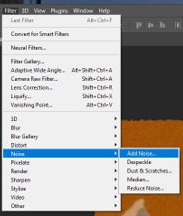 Filter 3D View Plugins Window Help
Last Filter Alt+Ctrl+F
Convert for Smart Filters
Neural Filters...
Filter Gallery...
Adaptive Wide Angle... Alt+Shift+Ctrl+A
Camera Raw Filter... Shift+Ctrl+A
Lens Correction... Shift+Ctrl+R
Liquify... Shift+Ctrl+X
Vanishing Point... Alt+Ctrl+V
3D
Blur
Blur Gallery
Distort
Noise
Add Noise...
Pixelate
Despeckle
Render
Dust & Scratches...
Sharpen
Median...
Stylize
Reduce Noise...
Video
Other